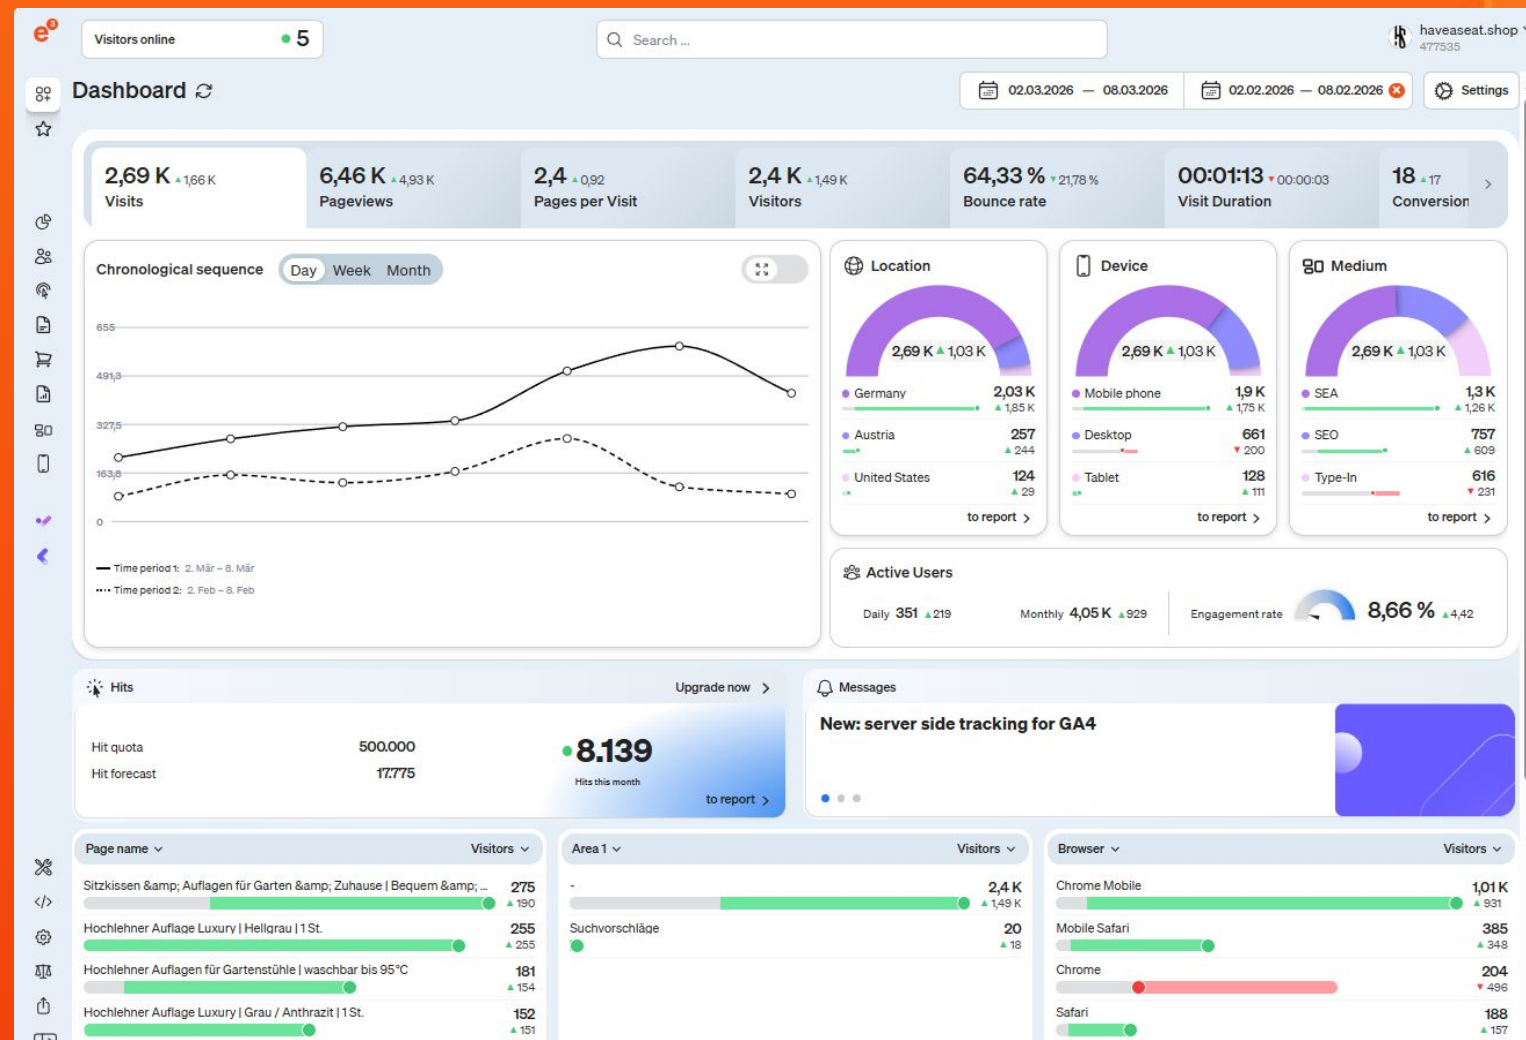 e3
Visitors online 5
Search ...
haveaseat.shop
477535
Dashboard
02.03.2026 — 08.03.2026
02.02.2026 — 08.02.2026
Settings
2,69 K ▲ 1,66 K
Visits
6,46 K ▲ 4,93 K
Pageviews
2,4 ▲ 0,92
Pages per Visit
2,4 K ▲ 1,49 K
Visitors
64,33 % ▼ 21,78 %
Bounce rate
00:01:13 ▼ 00:00:03
Visit Duration
18 ▲ 17
Conversion
Chronological sequence Day Week Month
655
491,3
327,5
163,8
0
Time period 1: 2. Mär – 8. Mär
Time period 2: 2. Feb – 8. Feb
Location
2,69 K ▲ 1,03 K
Germany 2,03 K
▲ 1,85 K
Austria 257
▲ 244
United States 124
▲ 29
to report
Device
2,69 K ▲ 1,03 K
Mobile phone 1,9 K
▲ 1,75 K
Desktop 661
▼ 200
Tablet 128
▲ 111
to report
Medium
2,69 K ▲ 1,03 K
SEA 1,3 K
▲ 1,26 K
SEO 757
▲ 609
Type-In 616
▼ 231
to report
Active Users
Daily 351 ▲ 219
Monthly 4,05 K ▲ 929
Engagement rate 8,66 % ▲ 4,42
Hits Upgrade now
Hit quota 500.000
Hit forecast 17.775
8.139
Hits this month
to report
Messages
New: server side tracking for GA4
Page name Visitors
Sitzkissen &amp; Auflagen für Garten &amp; Zuhause | Bequem &amp; ... 275
▲ 190
Hochlehner Auflage Luxury | Hellgrau | 1 St. 255
▲ 255
Hochlehner Auflagen für Gartenstühle | waschbar bis 95°C 181
▲ 154
Hochlehner Auflage Luxury | Grau / Anthrazit | 1 St. 152
▲ 151
Area 1 Visitors
- 2,4 K
▲ 1,49 K
Suchvorschläge 20
▲ 18
Browser Visitors
Chrome Mobile 1,01 K
▲ 931
Mobile Safari 385
▲ 348
Chrome 204
▼ 496
Safari 188
▲ 157